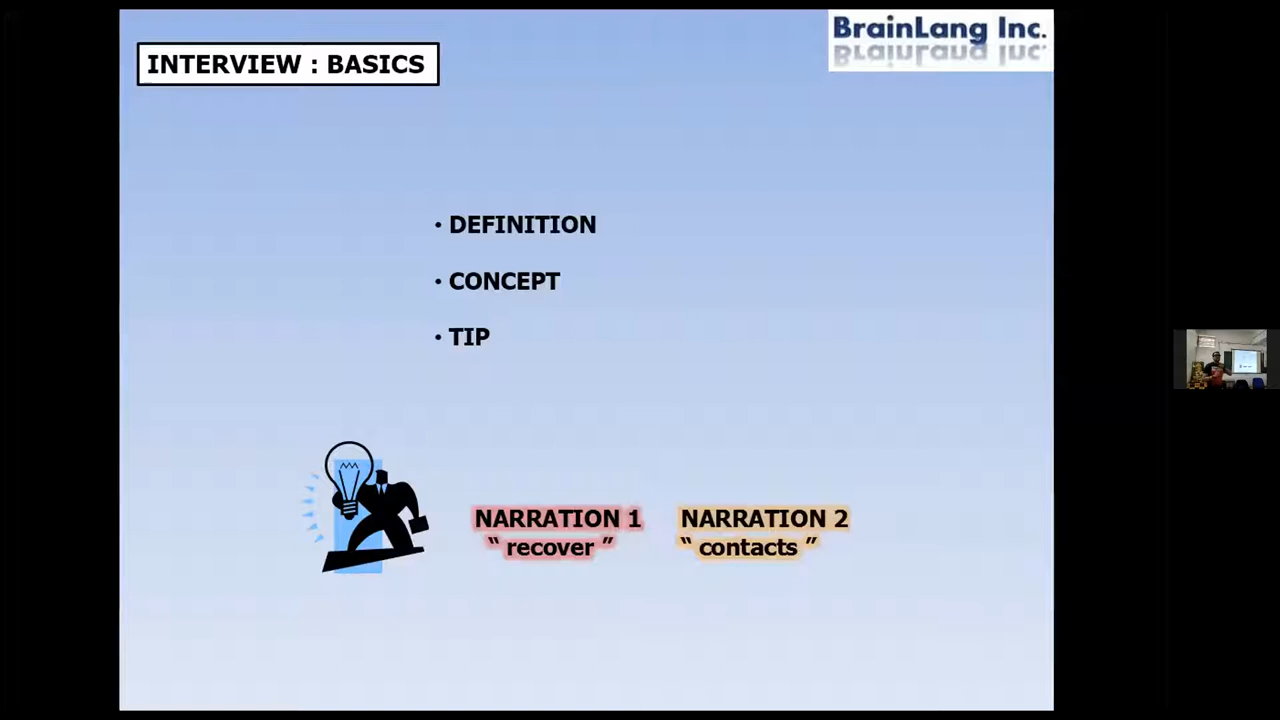 BrainLang Inc.
INTERVIEW : BASICS
• DEFINITION
• CONCEPT
• TIP
NARRATION 1
“ recover ”
NARRATION 2
“ contacts ”